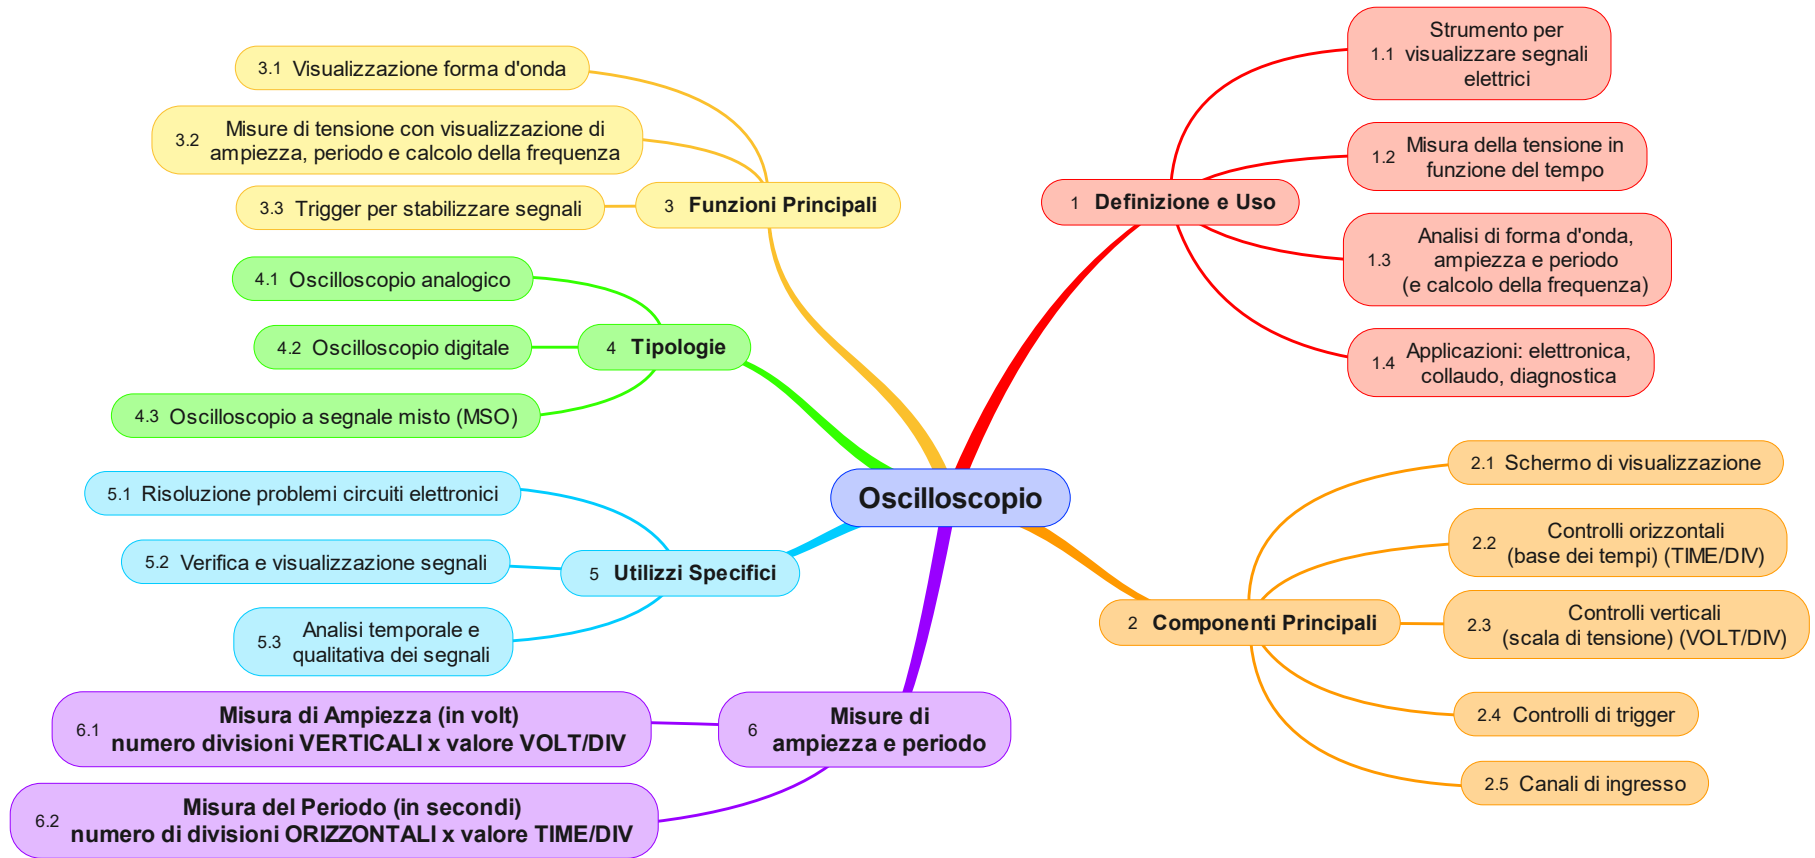 Oscilloscopio
1 Definizione e Uso
1.1 Strumento per
visualizzare segnali
elettrici
1.2 Misura della tensione in
funzione del tempo
1.3 Analisi di forma d'onda,
ampiezza e periodo
(e calcolo della frequenza)
1.4 Applicazioni: elettronica,
collaudo, diagnostica
2 Componenti Principali
2.1 Schermo di visualizzazione
2.2 Controlli orizzontali
(base dei tempi) (TIME/DIV)
2.3 Controlli verticali
(scala di tensione) (VOLT/DIV)
2.4 Controlli di trigger
2.5 Canali di ingresso
3 Funzioni Principali
3.1 Visualizzazione forma d'onda
3.2 Misure di tensione con visualizzazione di
ampiezza, periodo e calcolo della frequenza
3.3 Trigger per stabilizzare segnali
4 Tipologie
4.1 Oscilloscopio analogico
4.2 Oscilloscopio digitale
4.3 Oscilloscopio a segnale misto (MSO)
5 Utilizzi Specifici
5.1 Risoluzione problemi circuiti elettronici
5.2 Verifica e visualizzazione segnali
5.3 Analisi temporale e
qualitativa dei segnali
6 Misure di
ampiezza e periodo
6.1 Misura di Ampiezza (in volt)
numero divisioni VERTICALI x valore VOLT/DIV
6.2 Misura del Periodo (in secondi)
numero di divisioni ORIZZONTALI x valore TIME/DIV